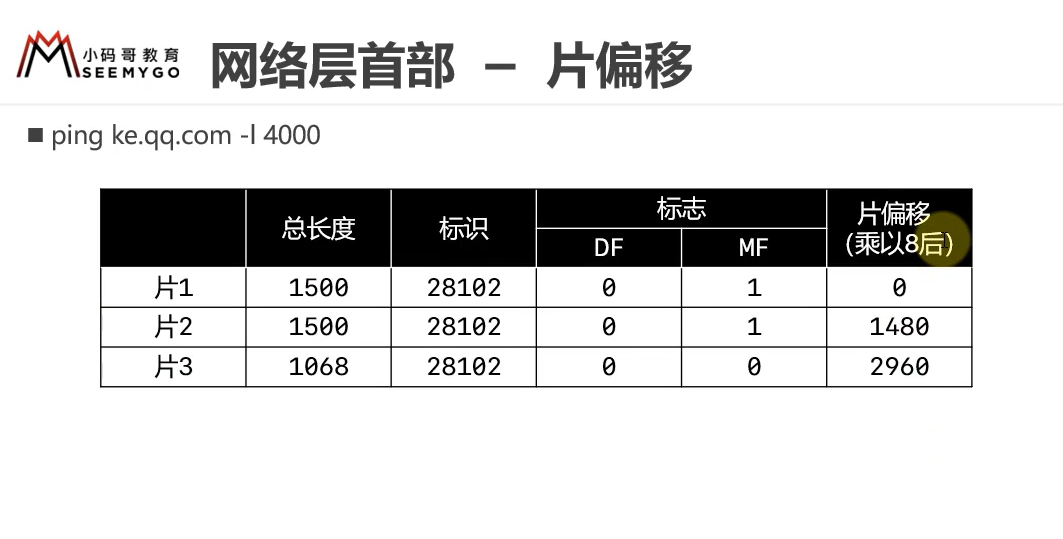 小码哥教育
SEEMYGO
网络层首部 – 片偏移
■ ping ke.qq.com -l 4000
总长度 标识 标志 片偏移
(乘以8后)
DF MF
片1 1500 28102 0 1 0
片2 1500 28102 0 1 1480
片3 1068 28102 0 0 2960